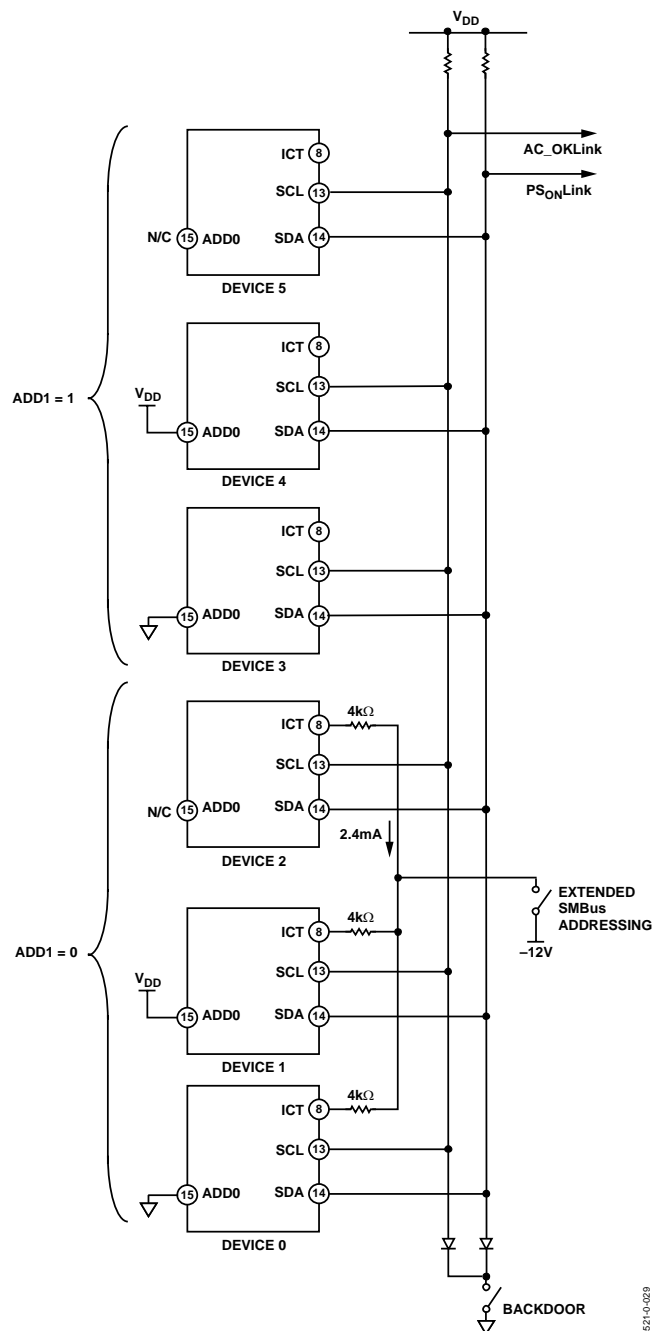 VDD
AC_OKLink
PSONLink
ICT 8
SCL 13
N/C 15 ADD0 SDA 14
DEVICE 5
ICT 8
VDD SCL 13
ADD1 = 1
15 ADD0 SDA 14
DEVICE 4
ICT 8
SCL 13
15 ADD0 SDA 14
DEVICE 3
4kΩ
ICT 8
SCL 13
N/C 15 ADD0 SDA 14
2.4mA
DEVICE 2
EXTENDED
SMBus
ADDRESSING
–12V
4kΩ
ICT 8
ADD1 = 0
SCL 13
VDD
15 ADD0 SDA 14
DEVICE 1
4kΩ
ICT 8
SCL 13
15 ADD0 SDA 14
DEVICE 0
BACKDOOR
521-0-029